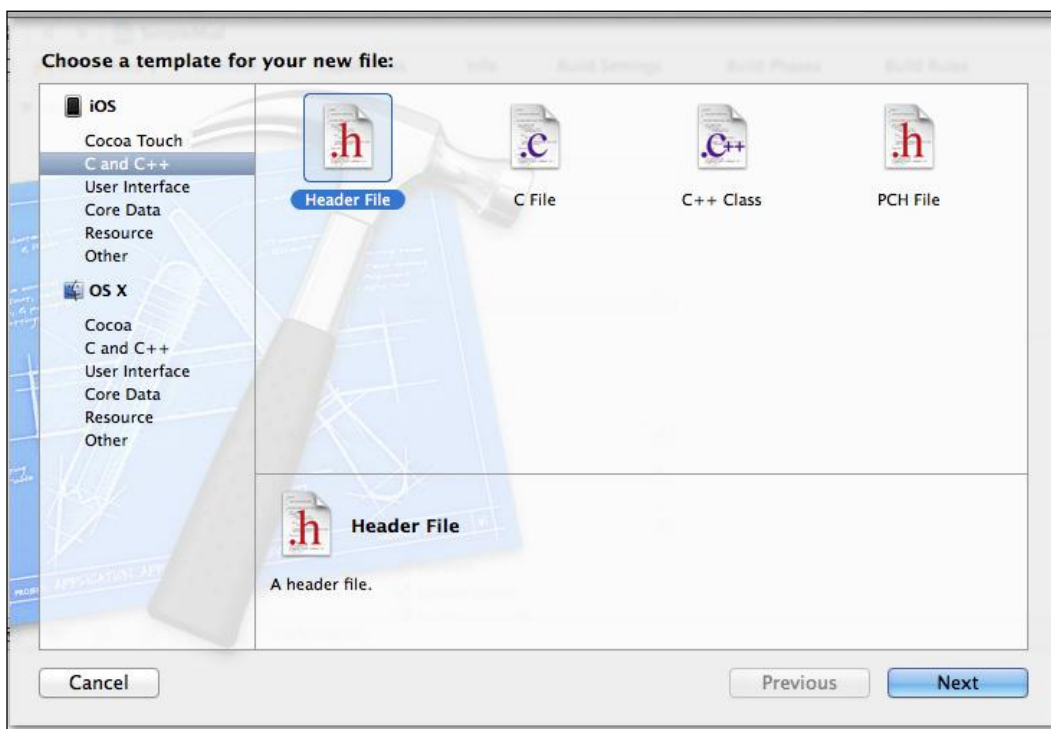 Choose a template for your new file:
iOS
Cocoa Touch
C and C++
User Interface
Core Data
Resource
Other
OS X
Cocoa
C and C++
User Interface
Core Data
Resource
Other
.h
Header File
.c
C File
.C++
C++ Class
.h
PCH File
.h
Header File
A header file.
Cancel
Previous
Next